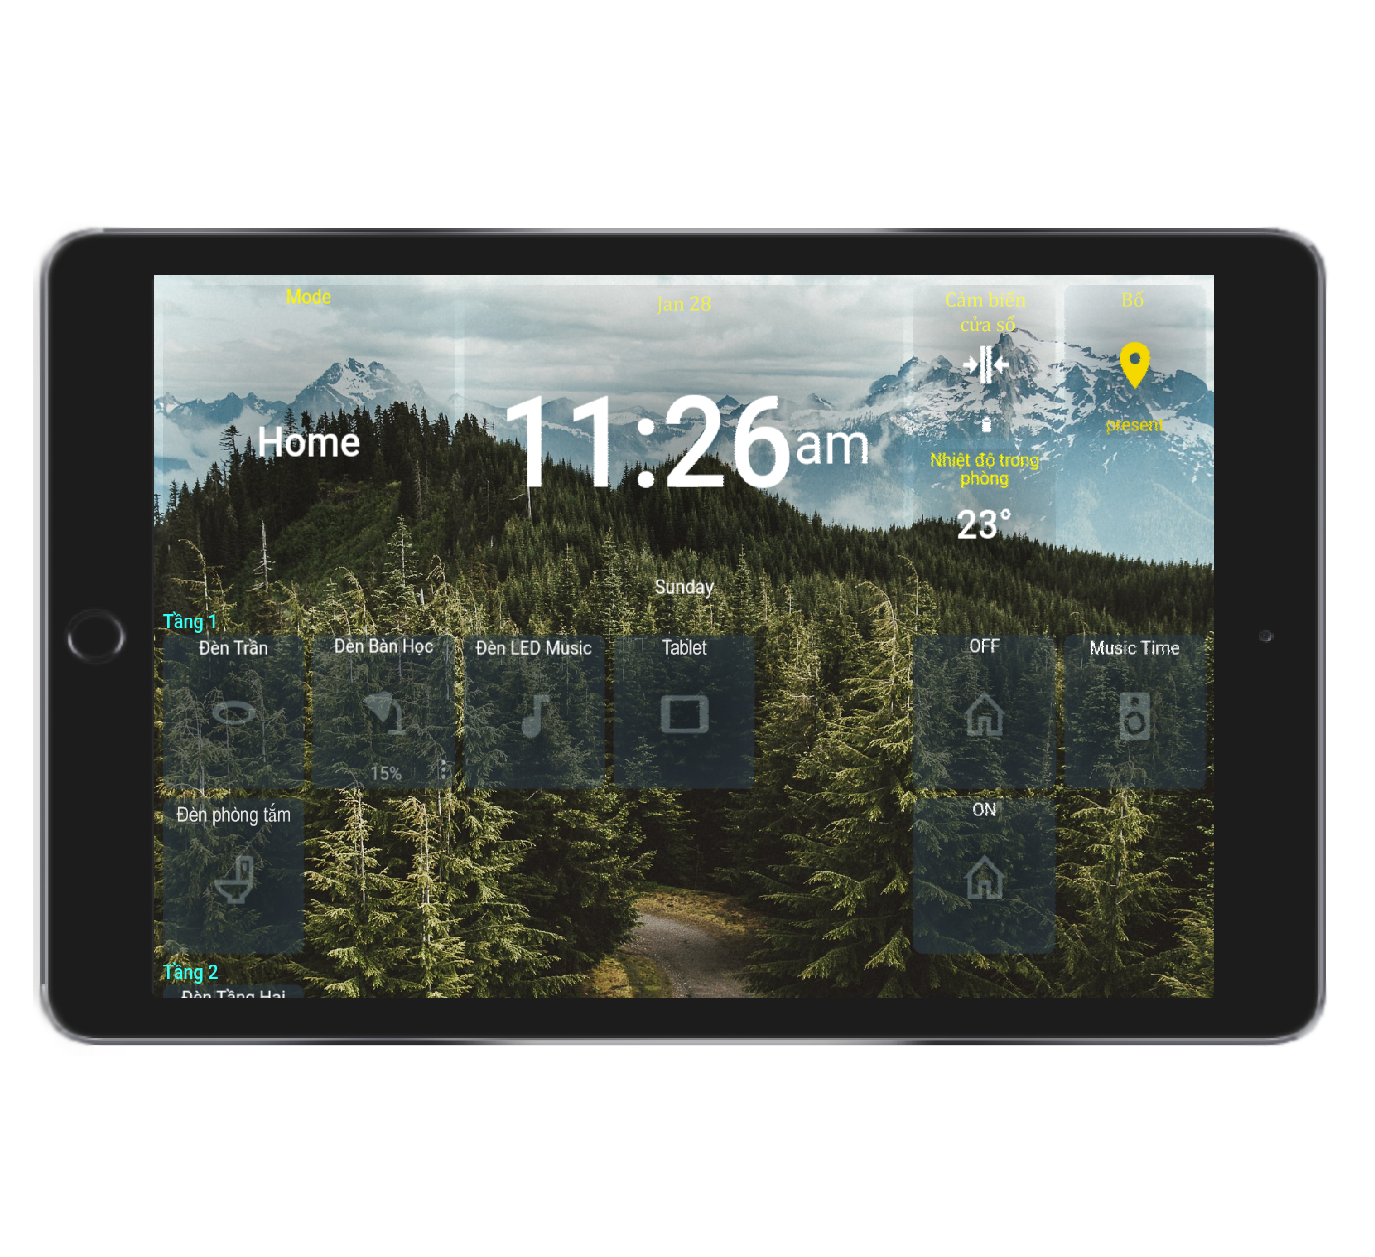 Mode
Home
Jan 28
11:26am
Sunday
Cảm biến
cửa sổ
Nhiệt độ trong
phòng
23°
Bố
present
Tầng 1
Đèn Trần
Đèn Bàn Học
15%
Đèn LED Music
Tablet
OFF
Music Time
Đèn phòng tắm
ON
Tầng 2
Đèn Tầng Hai